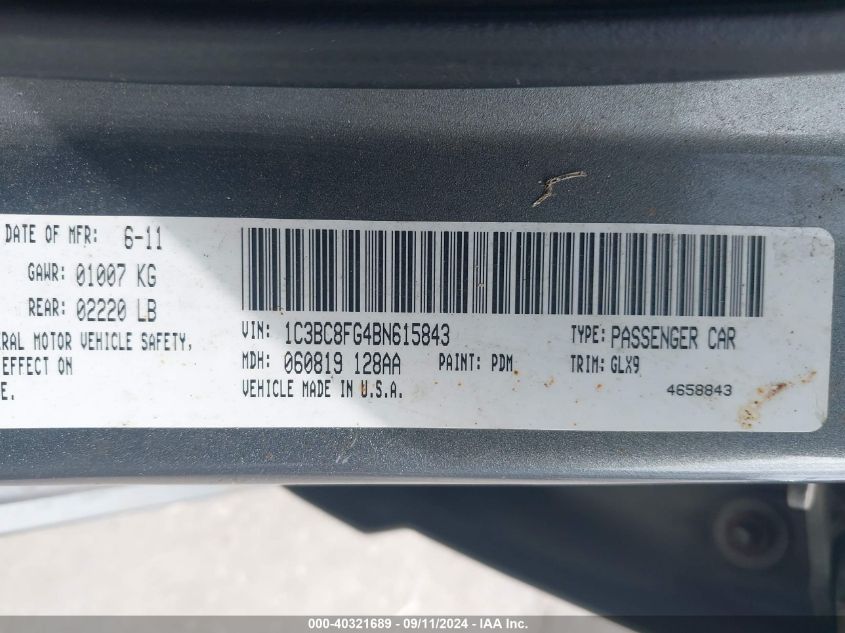 DATE OF MFR: 6-11
GAWR: 01007 KG
REAR: 02220 LB
ERAL MOTOR VEHICLE SAFETY,
EFFECT ON
E.
VIN: 1C3BC8FG4BN615843
TYPE: PASSENGER CAR
MDH: 060819 128AA
PAINT: PDM
TRIM: GLX9
VEHICLE MADE IN U.S.A.
4658843
000-40321689 - 09/11/2024 - IAA Inc.